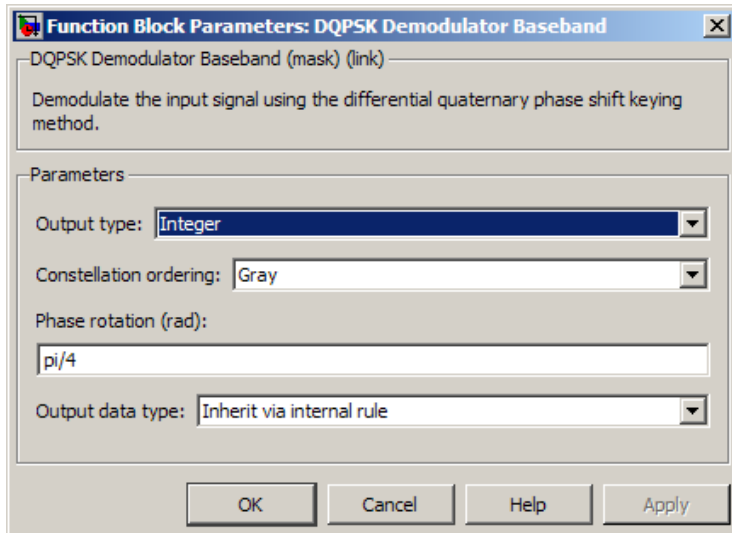 Function Block Parameters: DQPSK Demodulator Baseband
DQPSK Demodulator Baseband (mask) (link)
Demodulate the input signal using the differential quaternary phase shift keying
method.
Parameters
Output type: Integer
Constellation ordering: Gray
Phase rotation (rad):
pi/4
Output data type: Inherit via internal rule
OK Cancel Help Apply